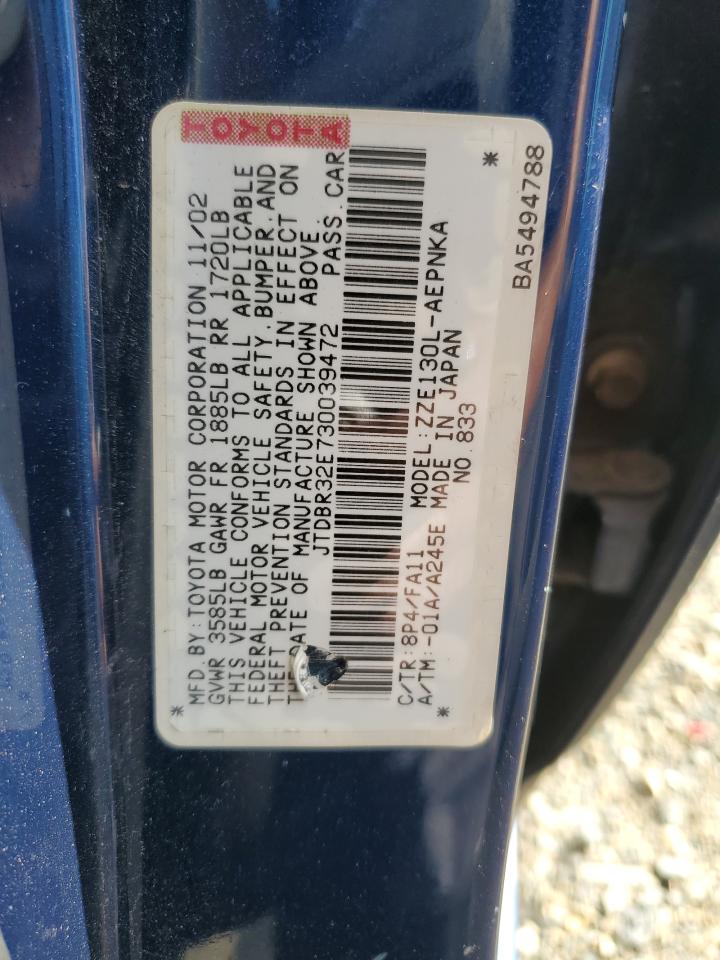 TOYOTA
MFD.BY:TOYOTA MOTOR CORPORATION 11/02
GVWR 3585LB GAWR FR 1885LB RR 1720LB
THIS VEHICLE CONFORMS TO ALL APPLICABLE
FEDERAL MOTOR VEHICLE SAFETY,BUMPER,AND
THEFT PREVENTION STANDARDS IN EFFECT ON
THE DATE OF MANUFACTURE SHOWN ABOVE.
JTDBR32E730039472 PASS. CAR
C/TR:8P4/FA11 MODEL:ZZE130L-AEPNKA
A/TM:-01A/A245E MADE IN JAPAN
* NO.833
* *
BA5494788